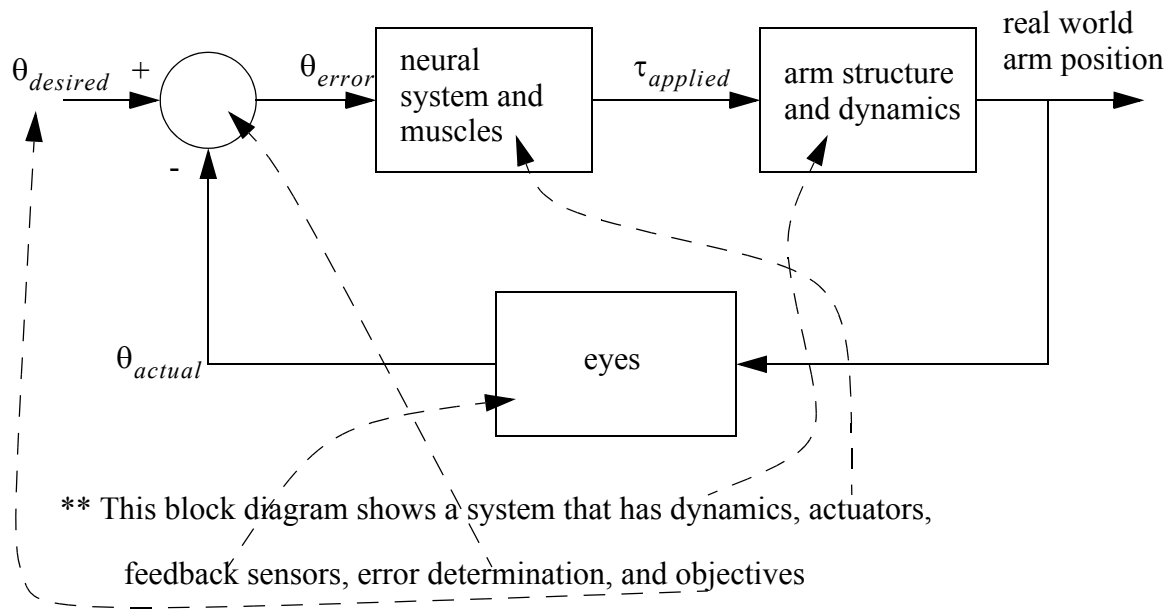 real world
arm position
θdesired
+
θerror
neural
system and
muscles
τapplied
arm structure
and dynamics
-
θactual
eyes
** This block diagram shows a system that has dynamics, actuators,
feedback sensors, error determination, and objectives